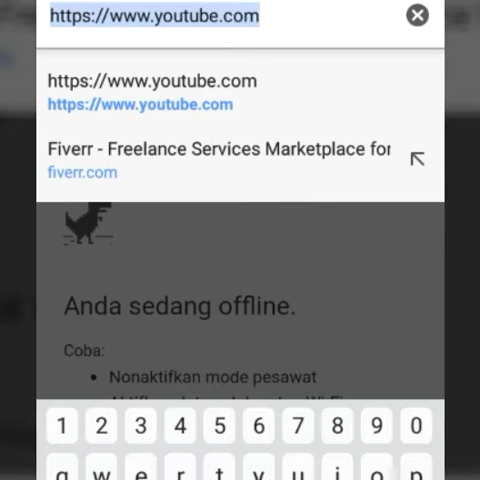 https://www.youtube.com
https://www.youtube.com
https://www.youtube.com
Fiverr - Freelance Services Marketplace for
fiverr.com
Anda sedang offline.
Coba:
• Nonaktifkan mode pesawat
1 2 3 4 5 6 7 8 9 0
q w e r t y u i o p